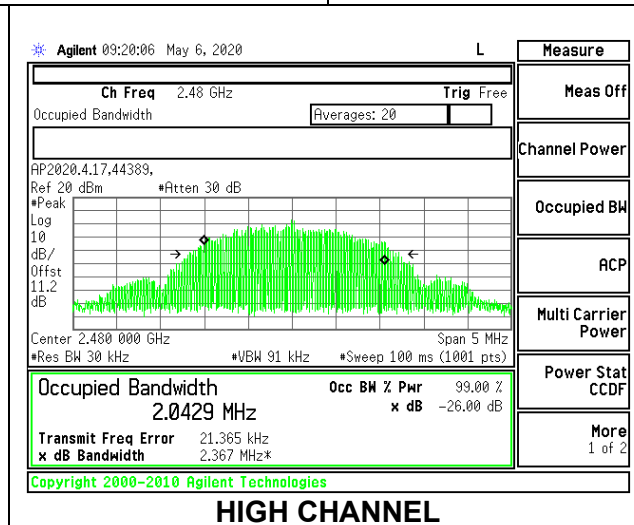 Agilent 09:20:06 May 6, 2020 L
Measure
Ch Freq 2.48 GHz Trig Free
Occupied Bandwidth Averages: 20
AP2020.4.17,44389,
Ref 20 dBm #Atten 30 dB
#Peak
Log
10
dB/
Offst
11.2
dB
Center 2.480 000 GHz Span 5 MHz
#Res BW 30 kHz #VBW 91 kHz #Sweep 100 ms (1001 pts)
Occupied Bandwidth Occ BW % Pwr 99.00 %
2.0429 MHz x dB -26.00 dB
Transmit Freq Error 21.365 kHz
x dB Bandwidth 2.367 MHz*
Copyright 2000-2010 Agilent Technologies
Meas Off
Channel Power
Occupied BW
ACP
Multi Carrier
Power
Power Stat
CCDF
More
1 of 2
HIGH CHANNEL